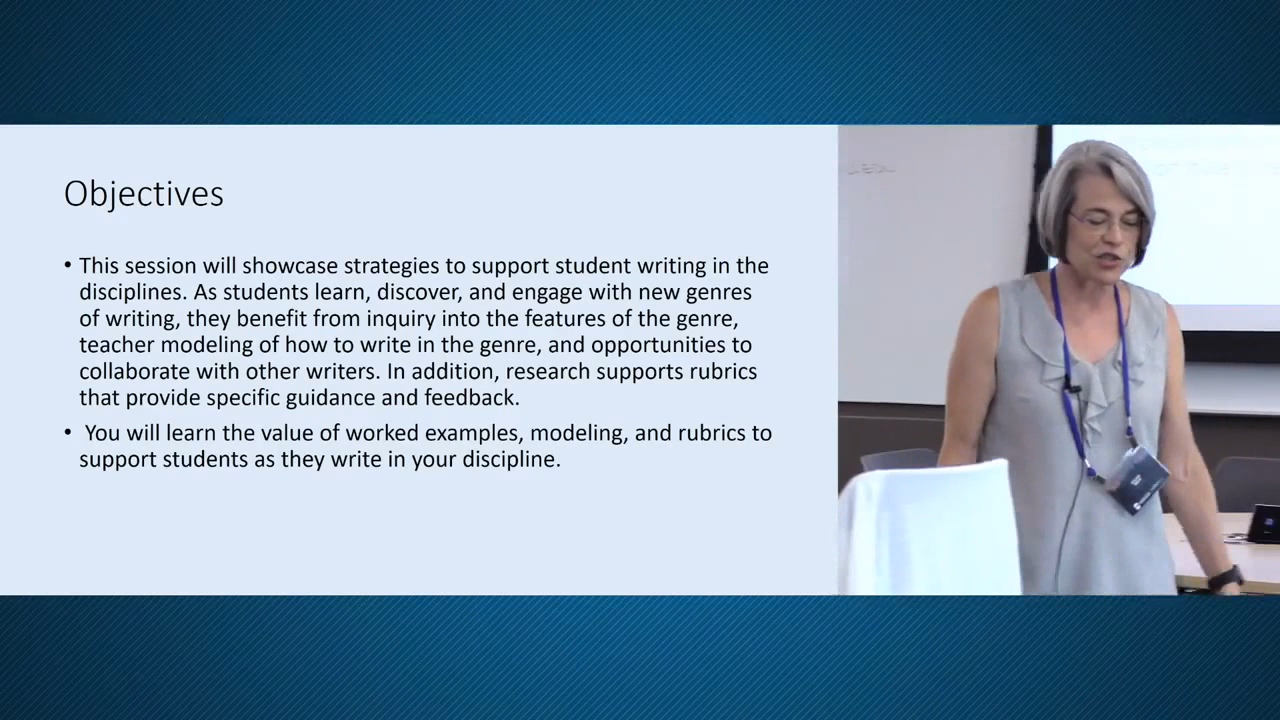 Objectives
• This session will showcase strategies to support student writing in the
disciplines. As students learn, discover, and engage with new genres
of writing, they benefit from inquiry into the features of the genre,
teacher modeling of how to write in the genre, and opportunities to
collaborate with other writers. In addition, research supports rubrics
that provide specific guidance and feedback.
• You will learn the value of worked examples, modeling, and rubrics to
support students as they write in your discipline.